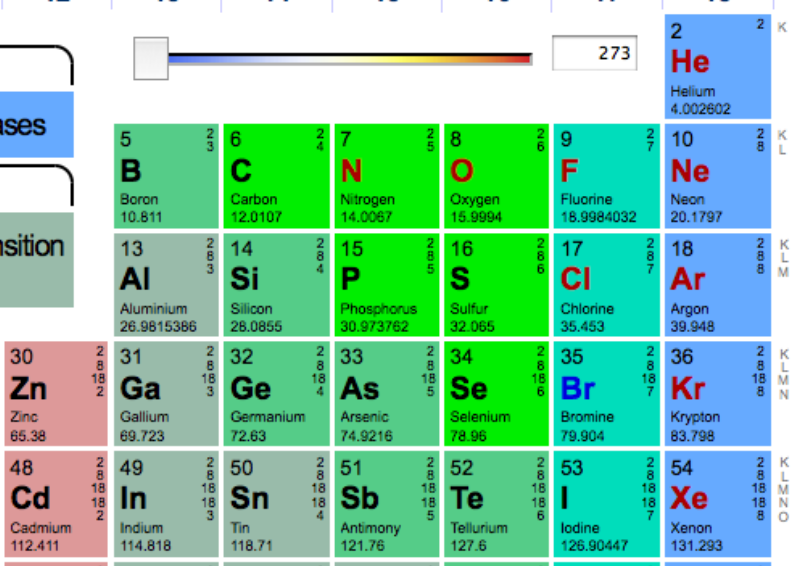 273
2 2 K
He
Helium
4.002602
ases
5 2 3
B
Boron
10.811
6 2 4
C
Carbon
12.0107
7 2 5
N
Nitrogen
14.0067
8 2 6
O
Oxygen
15.9994
9 2 7
F
Fluorine
18.9984032
10 2 8
Ne
Neon
20.1797
K
L
sition
13 2 8 3
Al
Aluminium
26.9815386
14 2 8 4
Si
Silicon
28.0855
15 2 8 5
P
Phosphorus
30.973762
16 2 8 6
S
Sulfur
32.065
17 2 8 7
Cl
Chlorine
35.453
18 2 8 8
Ar
Argon
39.948
K
L
M
30 2 8 18 2
Zn
Zinc
65.38
31 2 8 18 3
Ga
Gallium
69.723
32 2 8 18 4
Ge
Germanium
72.63
33 2 8 18 5
As
Arsenic
74.9216
34 2 8 18 6
Se
Selenium
78.96
35 2 8 18 7
Br
Bromine
79.904
36 2 8 18 8
Kr
Krypton
83.798
K
L
M
N
48 2 8 18 18 2
Cd
Cadmium
112.411
49 2 8 18 18 3
In
Indium
114.818
50 2 8 18 18 4
Sn
Tin
118.71
51 2 8 18 18 5
Sb
Antimony
121.76
52 2 8 18 18 6
Te
Tellurium
127.6
53 2 8 18 18 7
I
Iodine
126.90447
54 2 8 18 18 8
Xe
Xenon
131.293
K
L
M
N
O